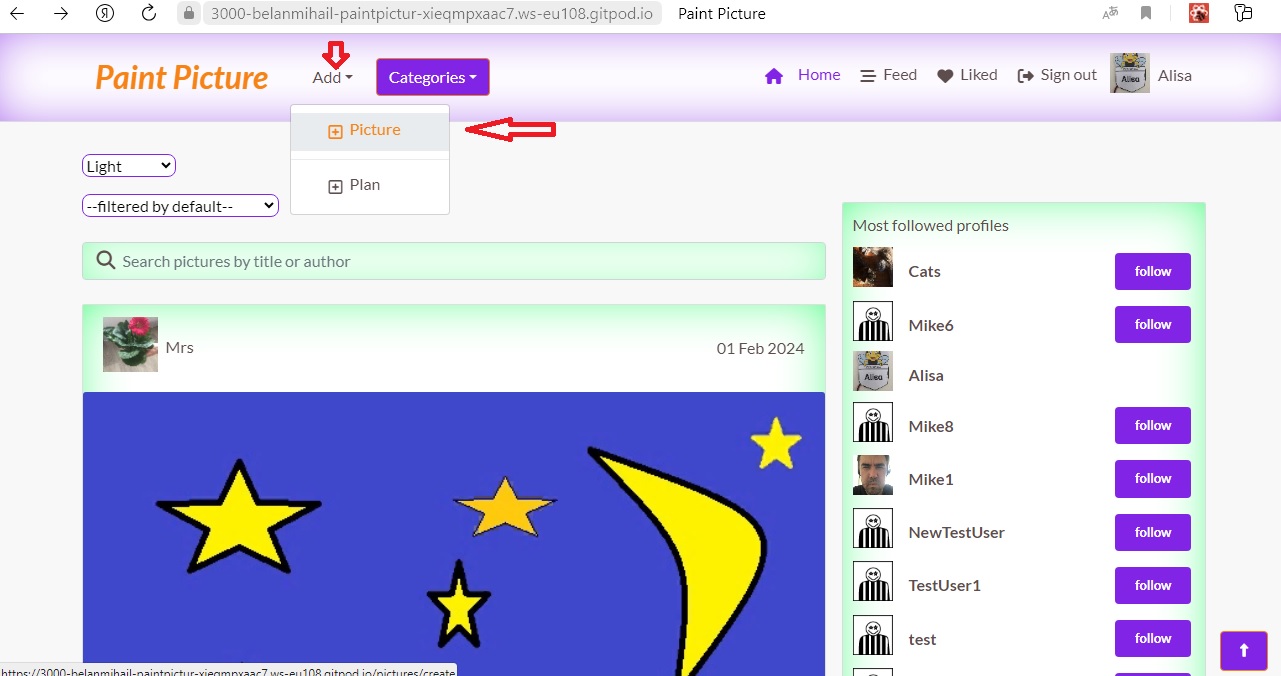 3000-belanmihail-paintpictur-xieqmpxaac7.ws-eu108.gitpod.io Paint Picture
Paint Picture Add Categories Home Feed Liked Sign out Alisa
Picture
Plan
Light
--filtered by default--
Search pictures by title or author
Mrs 01 Feb 2024
Most followed profiles
Cats follow
Mike6 follow
Alisa
Mike8 follow
Mike1 follow
NewTestUser follow
TestUser1 follow
test follow
https://3000-belanmihail-paintpictur-xieqmpxaac7.ws-eu108.gitpod.io/pictures/create